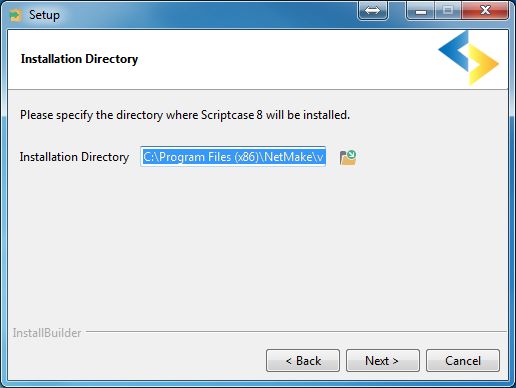 Setup
Installation Directory
Please specify the directory where Scriptcase 8 will be installed.
Installation Directory C:\Program Files (x86)\NetMake\v
InstallBuilder
< Back Next > Cancel